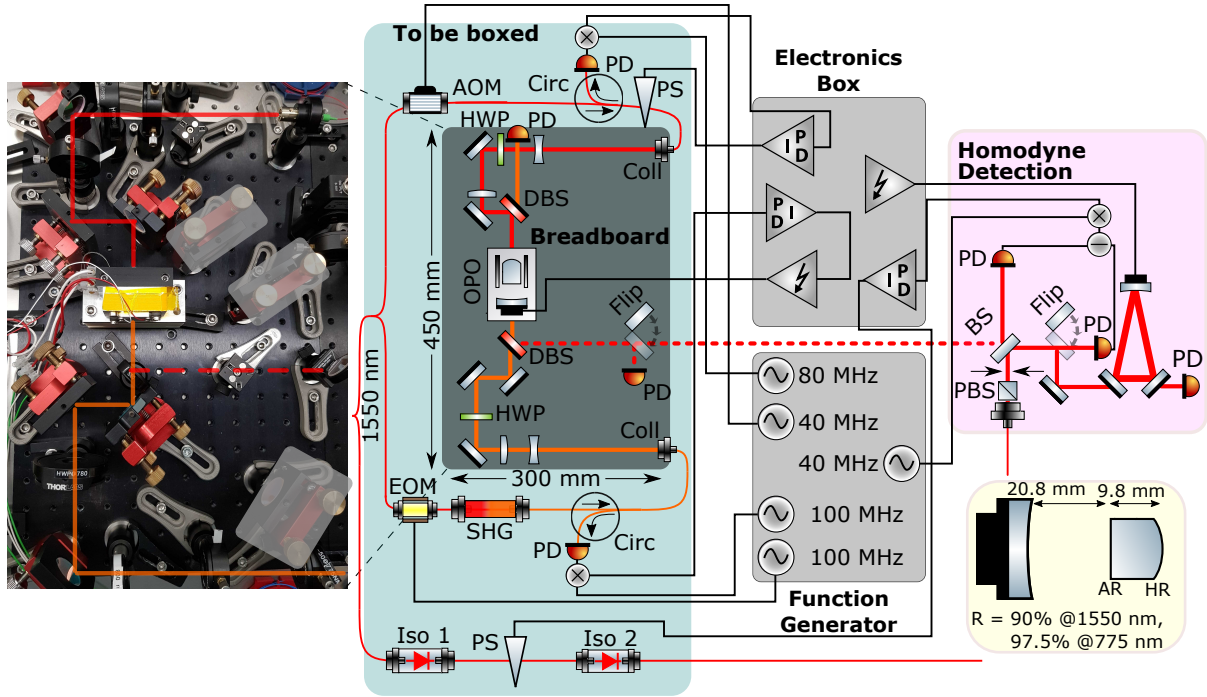 To be boxed
AOM
PD
Circ
PS
Electronics
Box
HWP
PD
Coll
P
I
D
DBS
P
I
D
Breadboard
OPO
450 mm
1550 nm
P
I
D
Flip
DBS
PD
HWP
Coll
300 mm
EOM
SHG
PD
Circ
Iso 1
PS
Iso 2
80 MHz
40 MHz
40 MHz
100 MHz
100 MHz
Function
Generator
Homodyne
Detection
PD
BS
Flip
PD
PD
PBS
20.8 mm
9.8 mm
AR
HR
R = 90% @1550 nm,
97.5% @775 nm
HWP 780
THOR